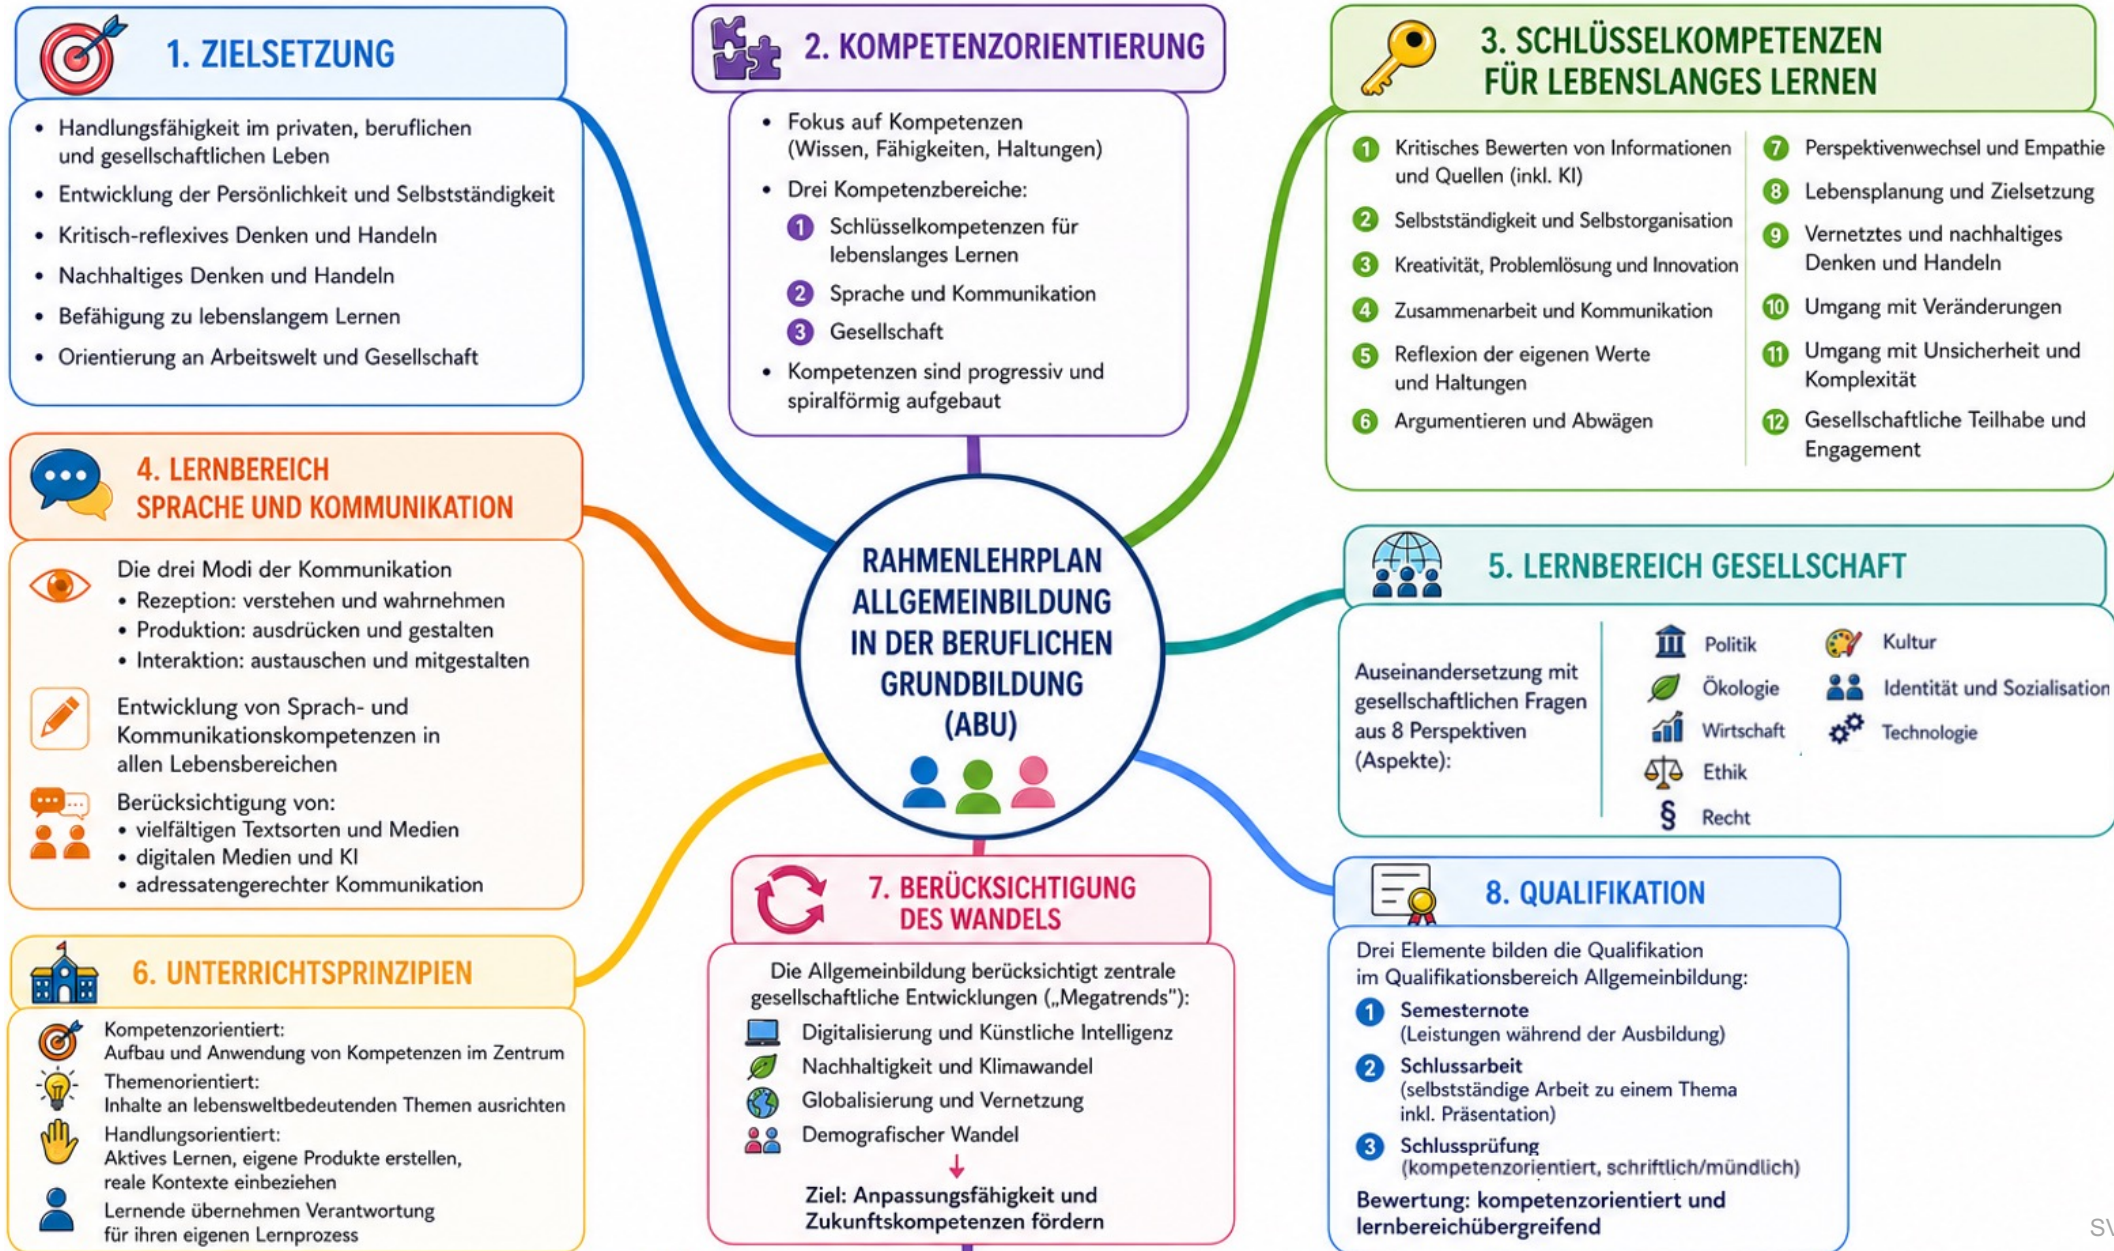 1. ZIELSETZUNG
• Handlungsfähigkeit im privaten, beruflichen
und gesellschaftlichen Leben
• Entwicklung der Persönlichkeit und Selbstständigkeit
• Kritisch-reflexives Denken und Handeln
• Nachhaltiges Denken und Handeln
• Befähigung zu lebenslangem Lernen
• Orientierung an Arbeitswelt und Gesellschaft
2. KOMPETENZORIENTIERUNG
• Fokus auf Kompetenzen
(Wissen, Fähigkeiten, Haltungen)
• Drei Kompetenzbereiche:
1 Schlüsselkompetenzen für
lebenslanges Lernen
2 Sprache und Kommunikation
3 Gesellschaft
• Kompetenzen sind progressiv und
spiralförmig aufgebaut
3. SCHLÜSSELKOMPETENZEN
FÜR LEBENSLANGES LERNEN
1 Kritisches Bewerten von Informationen
und Quellen (inkl. KI)
2 Selbstständigkeit und Selbstorganisation
3 Kreativität, Problemlösung und Innovation
4 Zusammenarbeit und Kommunikation
5 Reflexion der eigenen Werte
und Haltungen
6 Argumentieren und Abwägen
7 Perspektivenwechsel und Empathie
8 Lebensplanung und Zielsetzung
9 Vernetztes und nachhaltiges
Denken und Handeln
10 Umgang mit Veränderungen
11 Umgang mit Unsicherheit und
Komplexität
12 Gesellschaftliche Teilhabe und
Engagement
RAHMENLEHRPLAN
ALLGEMEINBILDUNG
IN DER BERUFLICHEN
GRUNDBILDUNG
(ABU)
4. LERNBEREICH
SPRACHE UND KOMMUNIKATION
Die drei Modi der Kommunikation
• Rezeption: verstehen und wahrnehmen
• Produktion: ausdrücken und gestalten
• Interaktion: austauschen und mitgestalten
Entwicklung von Sprach- und
Kommunikationskompetenzen in
allen Lebensbereichen
Berücksichtigung von:
• vielfältigen Textsorten und Medien
• digitalen Medien und KI
• adressatengerechter Kommunikation
5. LERNBEREICH GESELLSCHAFT
Auseinandersetzung mit
gesellschaftlichen Fragen
aus 8 Perspektiven
(Aspekte):
Politik
Ökologie
Wirtschaft
Ethik
§ Recht
Kultur
Identität und Sozialisation
Technologie
6. UNTERRICHTSPRINZIPIEN
Kompetenzorientiert:
Aufbau und Anwendung von Kompetenzen im Zentrum
Themenorientiert:
Inhalte an lebensweltbedeutenden Themen ausrichten
Handlungsorientiert:
Aktives Lernen, eigene Produkte erstellen,
reale Kontexte einbeziehen
Lernende übernehmen Verantwortung
für ihren eigenen Lernprozess
7. BERÜCKSICHTIGUNG
DES WANDELS
Die Allgemeinbildung berücksichtigt zentrale
gesellschaftliche Entwicklungen („Megatrends"):
Digitalisierung und Künstliche Intelligenz
Nachhaltigkeit und Klimawandel
Globalisierung und Vernetzung
Demografischer Wandel
↓
Ziel: Anpassungsfähigkeit und
Zukunftskompetenzen fördern
8. QUALIFIKATION
Drei Elemente bilden die Qualifikation
im Qualifikationsbereich Allgemeinbildung:
1 Semesternote
(Leistungen während der Ausbildung)
2 Schlussarbeit
(selbstständige Arbeit zu einem Thema
inkl. Präsentation)
3 Schlussprüfung
(kompetenzorientiert, schriftlich/mündlich)
Bewertung: kompetenzorientiert und
lernbereichübergreifend